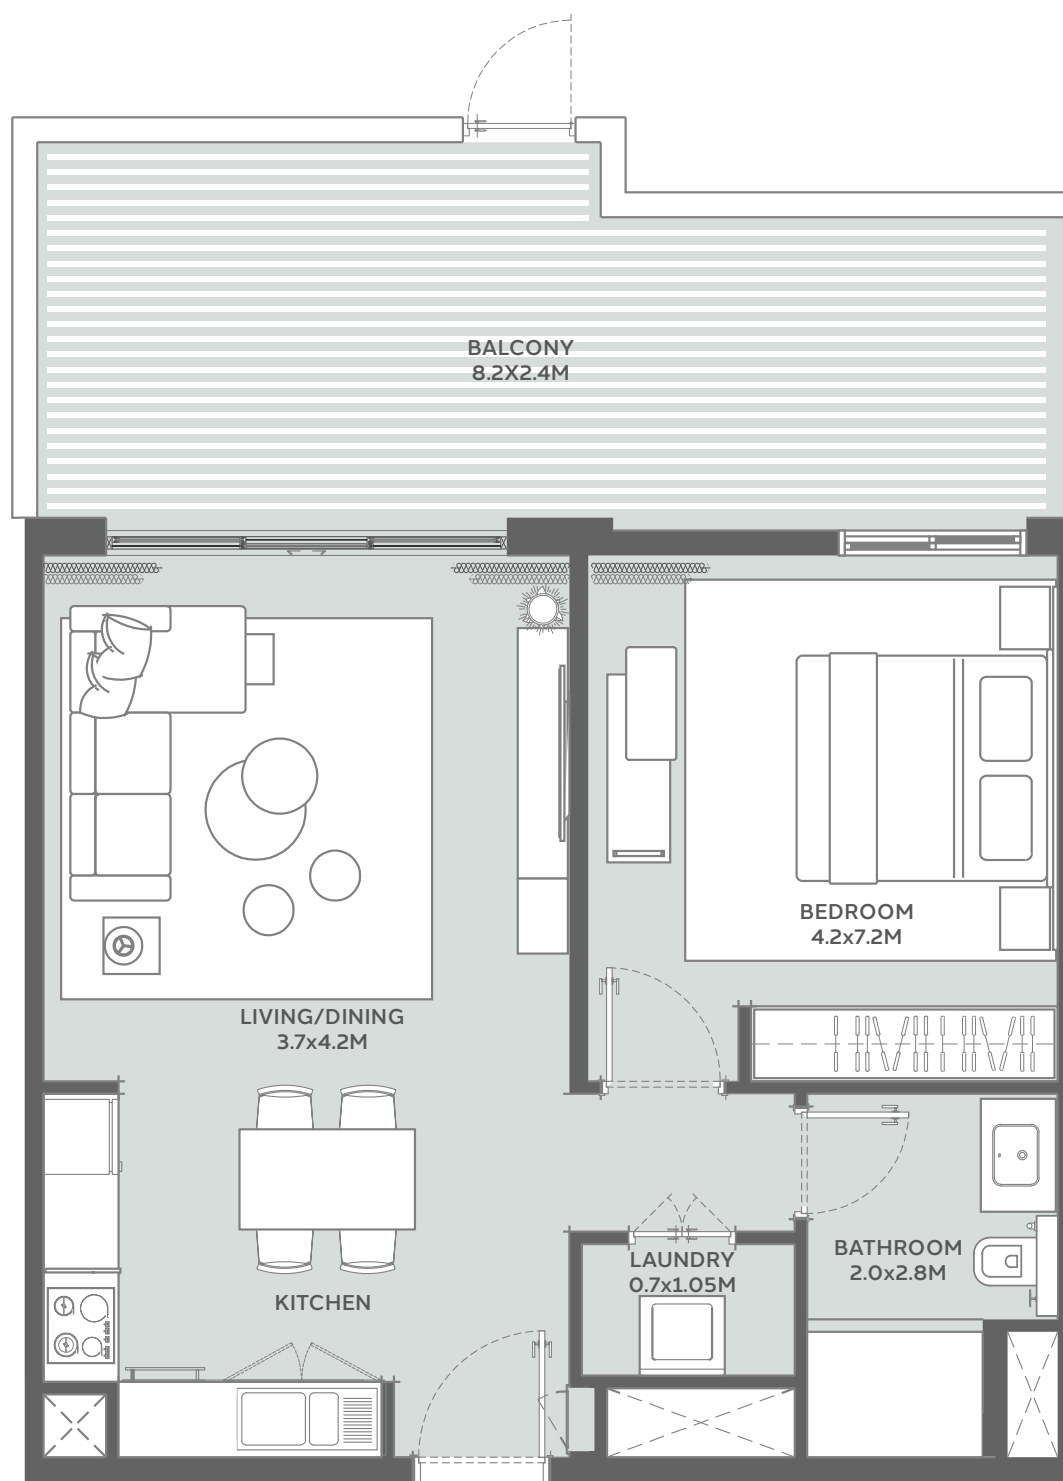 BALCONY
8.2X2.4M
BEDROOM
4.2x7.2M
LIVING/DINING
3.7x4.2M
BATHROOM
2.0x2.8M
LAUNDRY
0.7x1.05M
KITCHEN